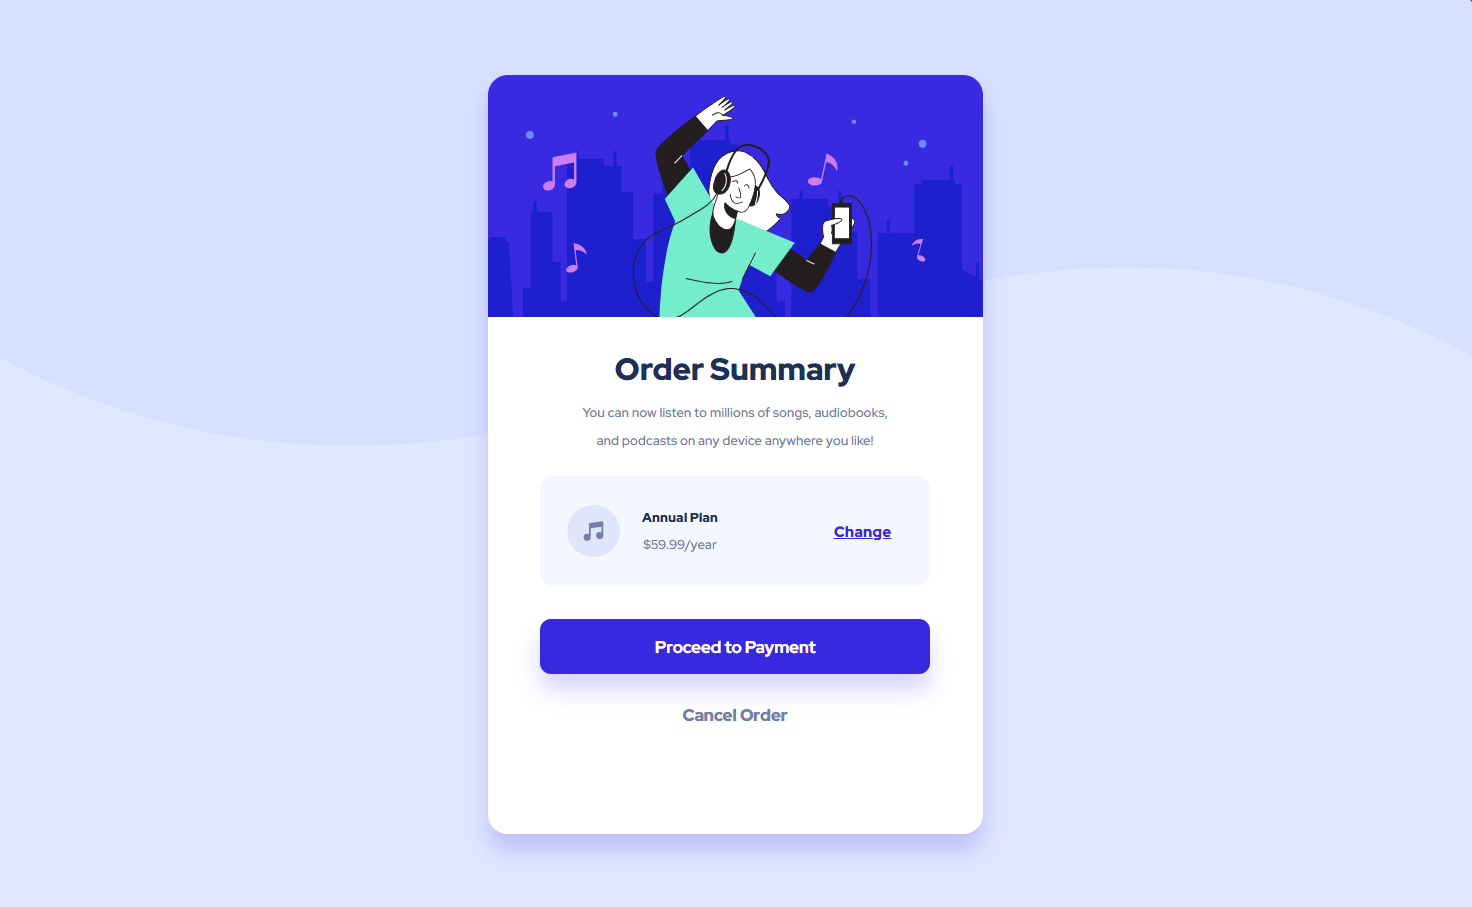 Order Summary
You can now listen to millions of songs, audiobooks,
and podcasts on any device anywhere you like!
Annual Plan
$59.99/year
Change
Proceed to Payment
Cancel Order